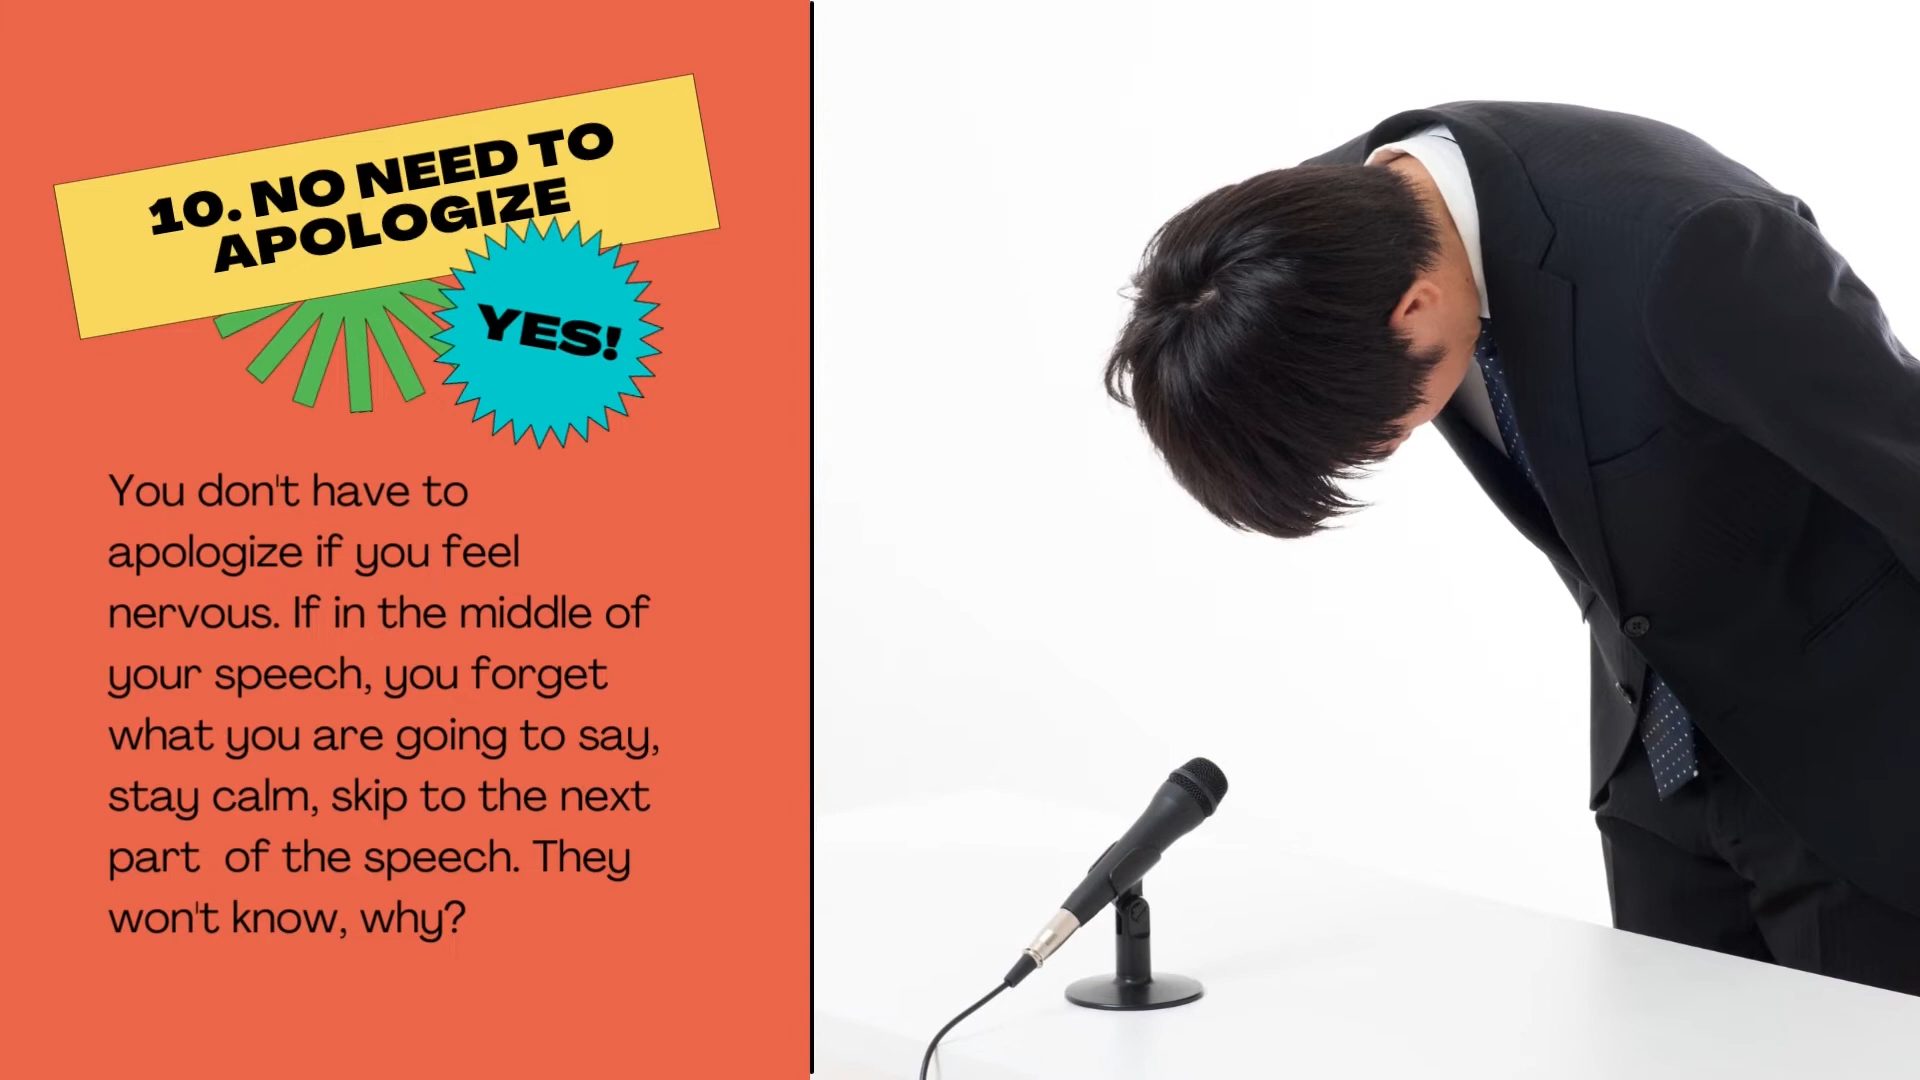 10. NO NEED TO
APOLOGIZE
YES!
You don't have to
apologize if you feel
nervous. If in the middle of
your speech, you forget
what you are going to say,
stay calm, skip to the next
part  of the speech. They
won't know, why?